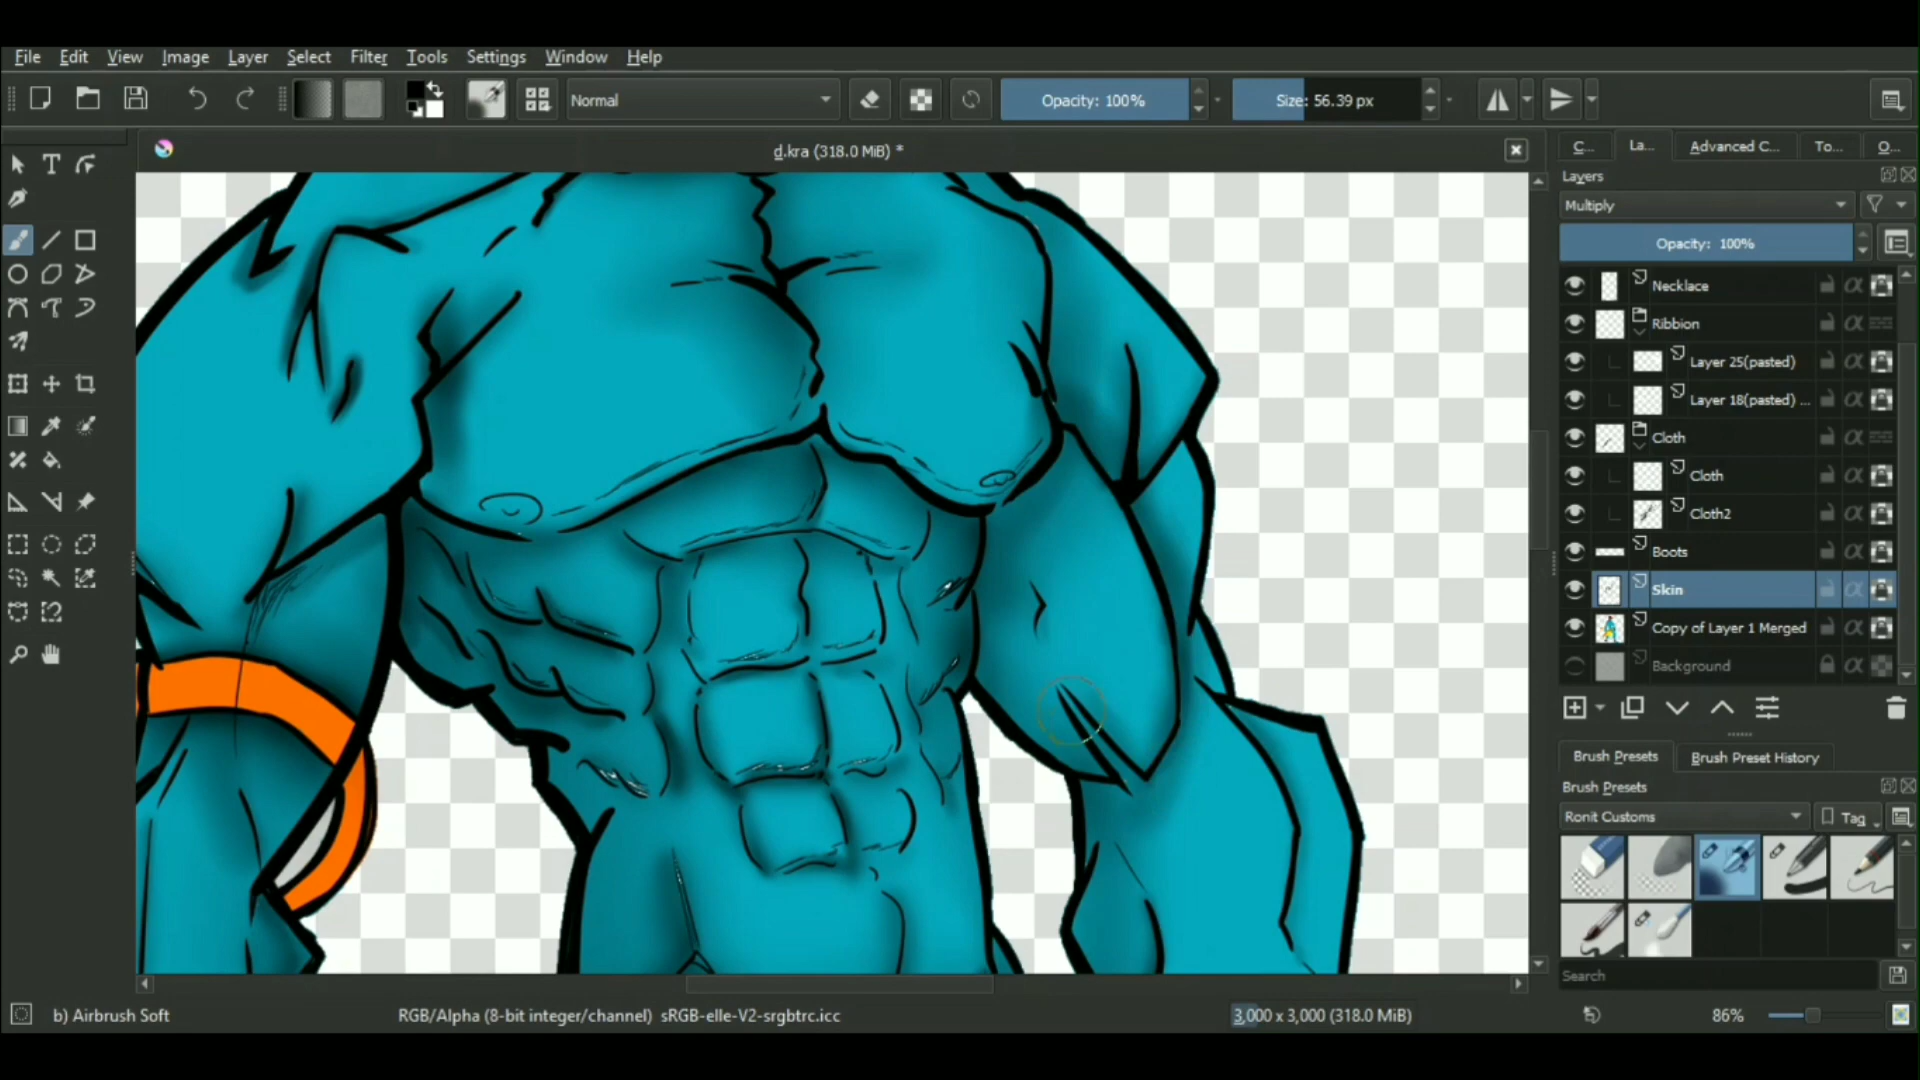 File Edit View Image Layer Select Filter Tools Settings Window Help
Normal
Opacity: 100%
Size: 56.39 px
d.kra (318.0 MiB) *
C...
La...
Advanced C...
To...
O...
Layers
Multiply
Opacity: 100%
Necklace
Ribbion
Layer 25(pasted)
Layer 18(pasted) ...
Cloth
Cloth
Cloth2
Boots
Skin
Copy of Layer 1 Merged
Background
Brush Presets
Brush Preset History
Brush Presets
Ronit Customs
Tag
Search
b) Airbrush Soft
RGB/Alpha (8-bit integer/channel) sRGB-elle-V2-srgbtrc.icc
3,000 x 3,000 (318.0 MiB)
86%